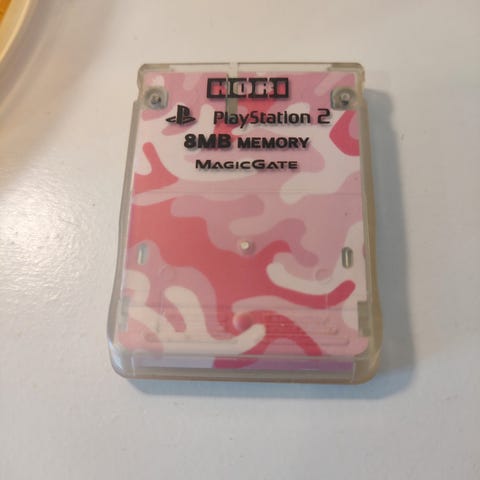 HORI
PlayStation 2
8MB MEMORY
MAGICGATE